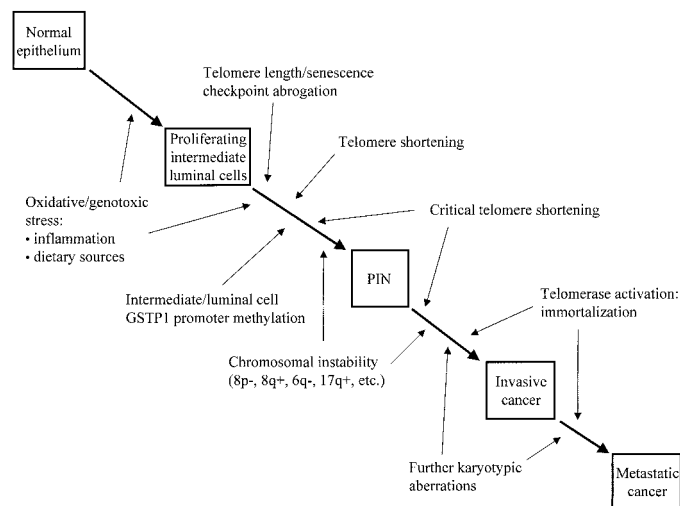 Normal
epithelium
Telomere length/senescence
checkpoint abrogation
Proliferating
intermediate
luminal cells
Telomere shortening
Oxidative/genotoxic
stress:
• inflammation
• dietary sources
Critical telomere shortening
PIN
Intermediate/luminal cell
GSTP1 promoter methylation
Telomerase activation:
immortalization
Chromosomal instability
(8p-, 8q+, 6q-, 17q+, etc.)
Invasive
cancer
Further karyotypic
aberrations
Metastatic
cancer